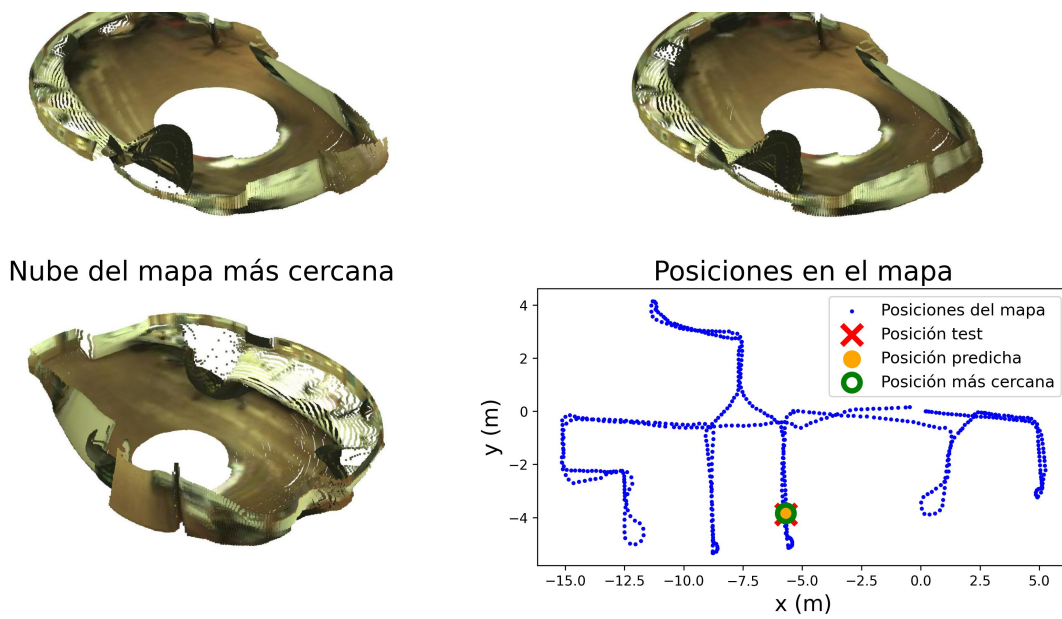 Nube del mapa más cercana
Posiciones en el mapa
Posiciones del mapa
Posición test
Posición predicha
Posición más cercana
4
2
0
−2
−4
y (m)
−15.0 −12.5 −10.0 −7.5 −5.0 −2.5 0.0 2.5 5.0
x (m)